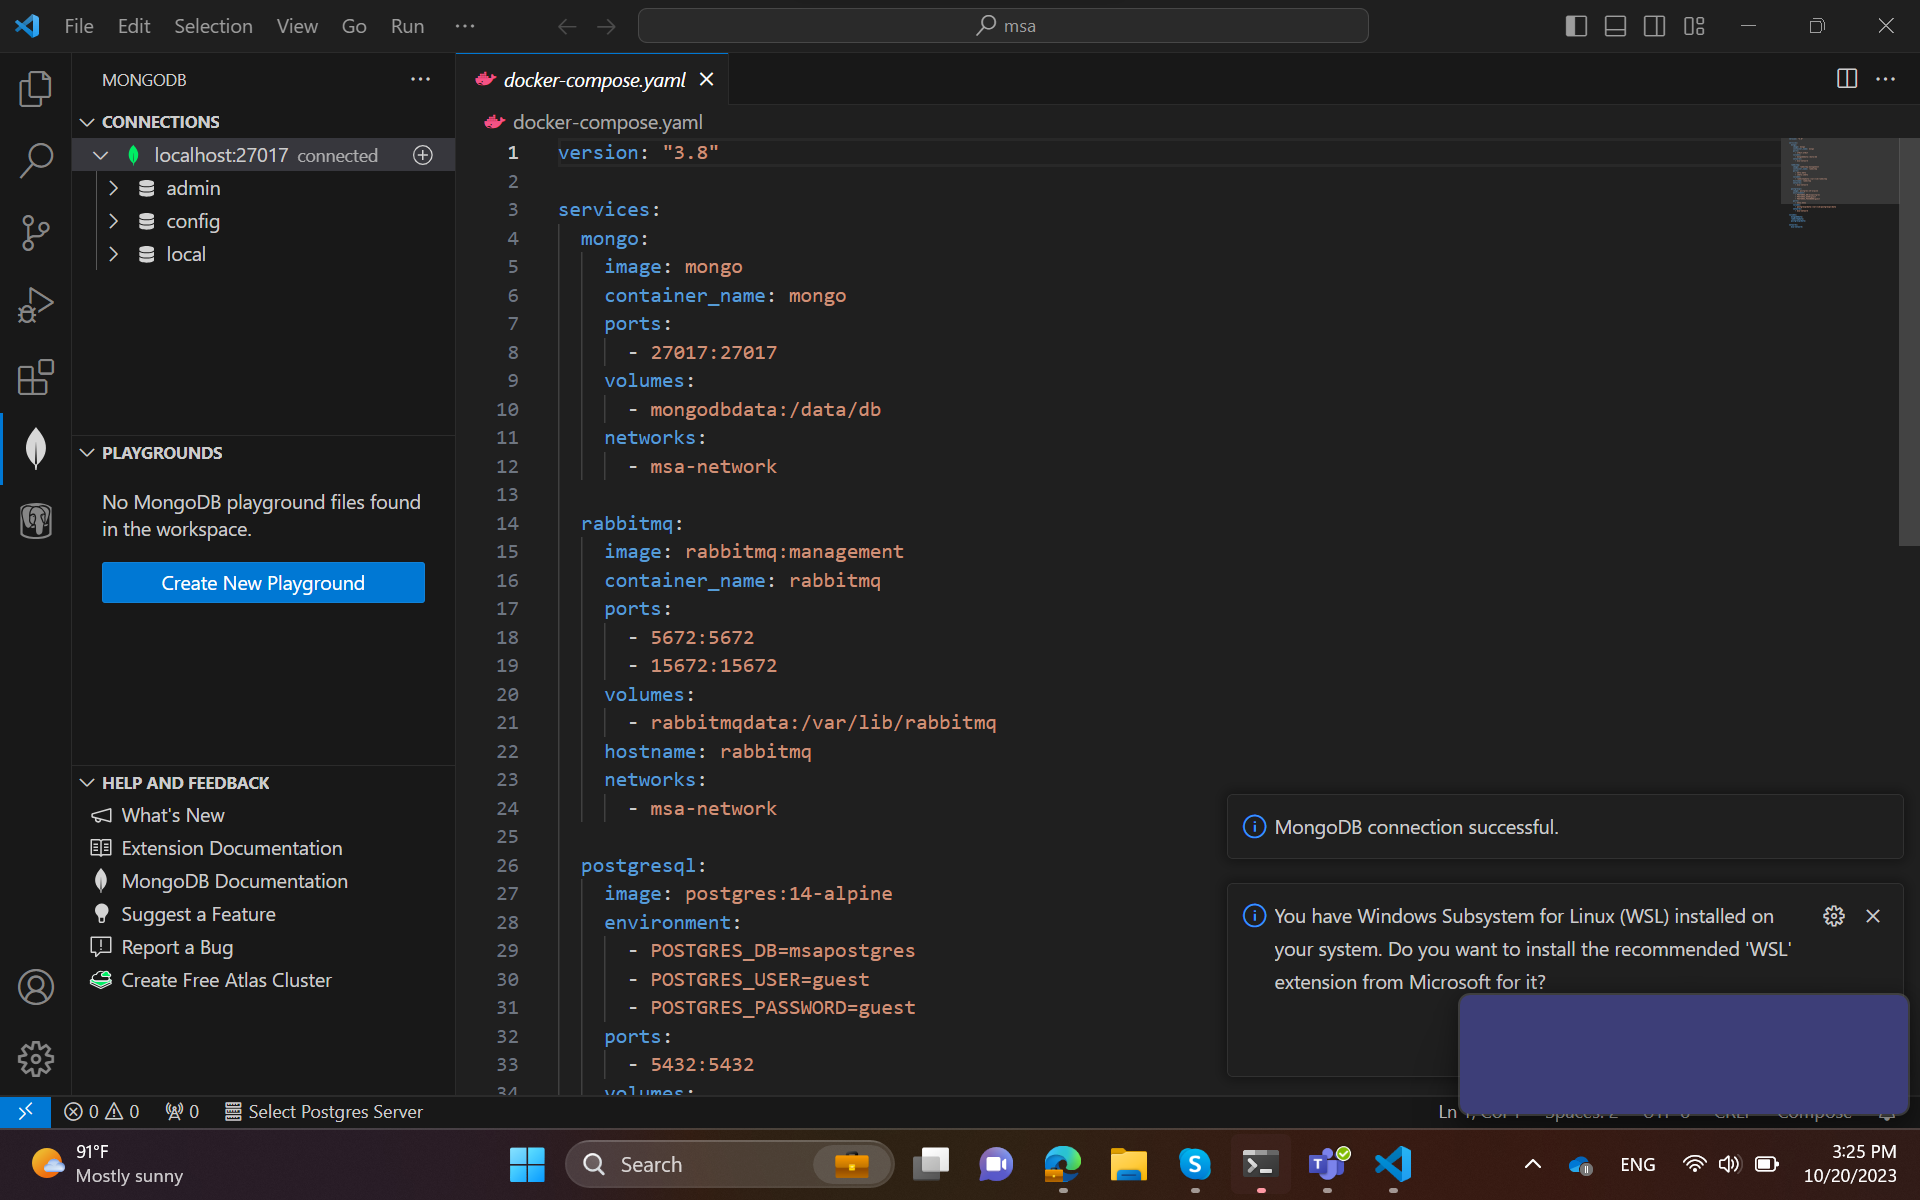 File Edit Selection View Go Run ···
msa
MONGODB
CONNECTIONS
localhost:27017 connected
admin
config
local
PLAYGROUNDS
No MongoDB playground files found
in the workspace.
Create New Playground
HELP AND FEEDBACK
What's New
Extension Documentation
MongoDB Documentation
Suggest a Feature
Report a Bug
Create Free Atlas Cluster
docker-compose.yaml
docker-compose.yaml
1 version: "3.8"
2
3 services:
4 mongo:
5 image: mongo
6 container_name: mongo
7 ports:
8 - 27017:27017
9 volumes:
10 - mongodbdata:/data/db
11 networks:
12 - msa-network
13
14 rabbitmq:
15 image: rabbitmq:management
16 container_name: rabbitmq
17 ports:
18 - 5672:5672
19 - 15672:15672
20 volumes:
21 - rabbitmqdata:/var/lib/rabbitmq
22 hostname: rabbitmq
23 networks:
24 - msa-network
25
26 postgresql:
27 image: postgres:14-alpine
28 environment:
29 - POSTGRES_DB=msapostgres
30 - POSTGRES_USER=guest
31 - POSTGRES_PASSWORD=guest
32 ports:
33 - 5432:5432
34 volumes:
MongoDB connection successful.
You have Windows Subsystem for Linux (WSL) installed on
your system. Do you want to install the recommended 'WSL'
extension from Microsoft for it?
0 0 0 Select Postgres Server
Ln
91°F
Mostly sunny
Search
ENG
3:25 PM
10/20/2023